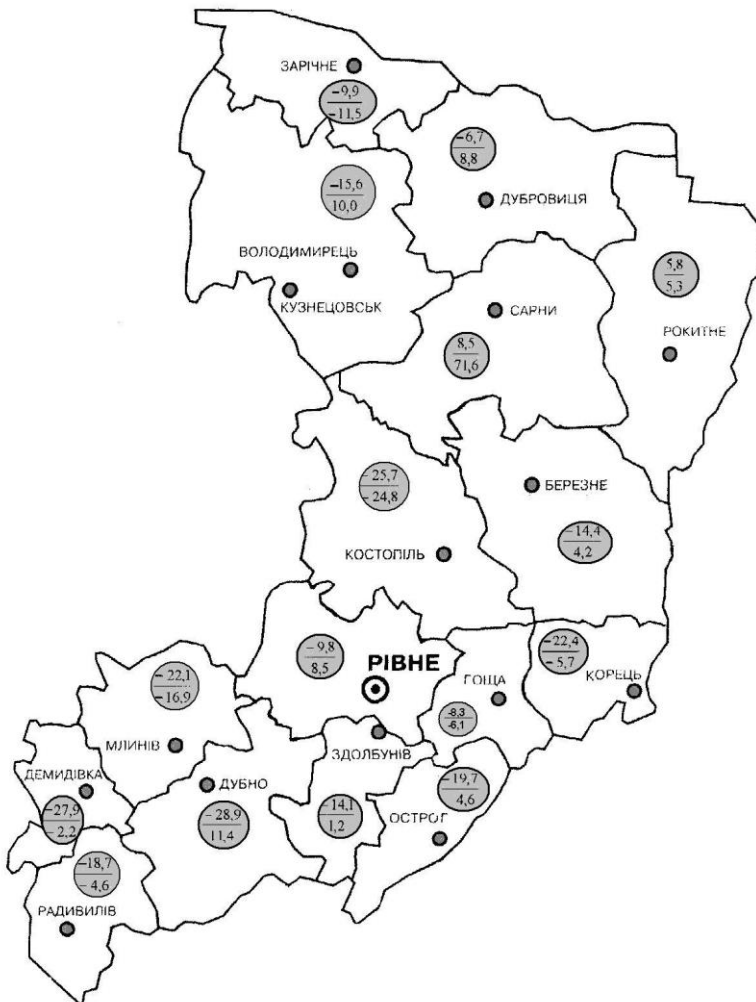 ЗАРІЧНЕ
−9,9
−11,5
−6,7
8,8
ДУБРОВИЦЯ
−15,6
10,0
ВОЛОДИМИРЕЦЬ
КУЗНЕЦОВСЬК
5,8
5,3
РОКИТНЕ
САРНИ
8,5
71,6
− 25,7
− 24,8
КОСТОПІЛЬ
БЕРЕЗНЕ
−14,4
4,2
− 9,8
8,5
РІВНЕ
−22,4
− 5,7
КОРЕЦЬ
ГОЩА
-8,3
-6,1
− 22,1
−16,9
МЛИНІВ
ЗДОЛБУНІВ
−14,1
1,2
−19,7
4,6
ОСТРОГ
ДЕМИДІВКА
−27,9
− 2,2
ДУБНО
− 28,9
11,4
−18,7
− 4,6
РАДИВИЛІВ